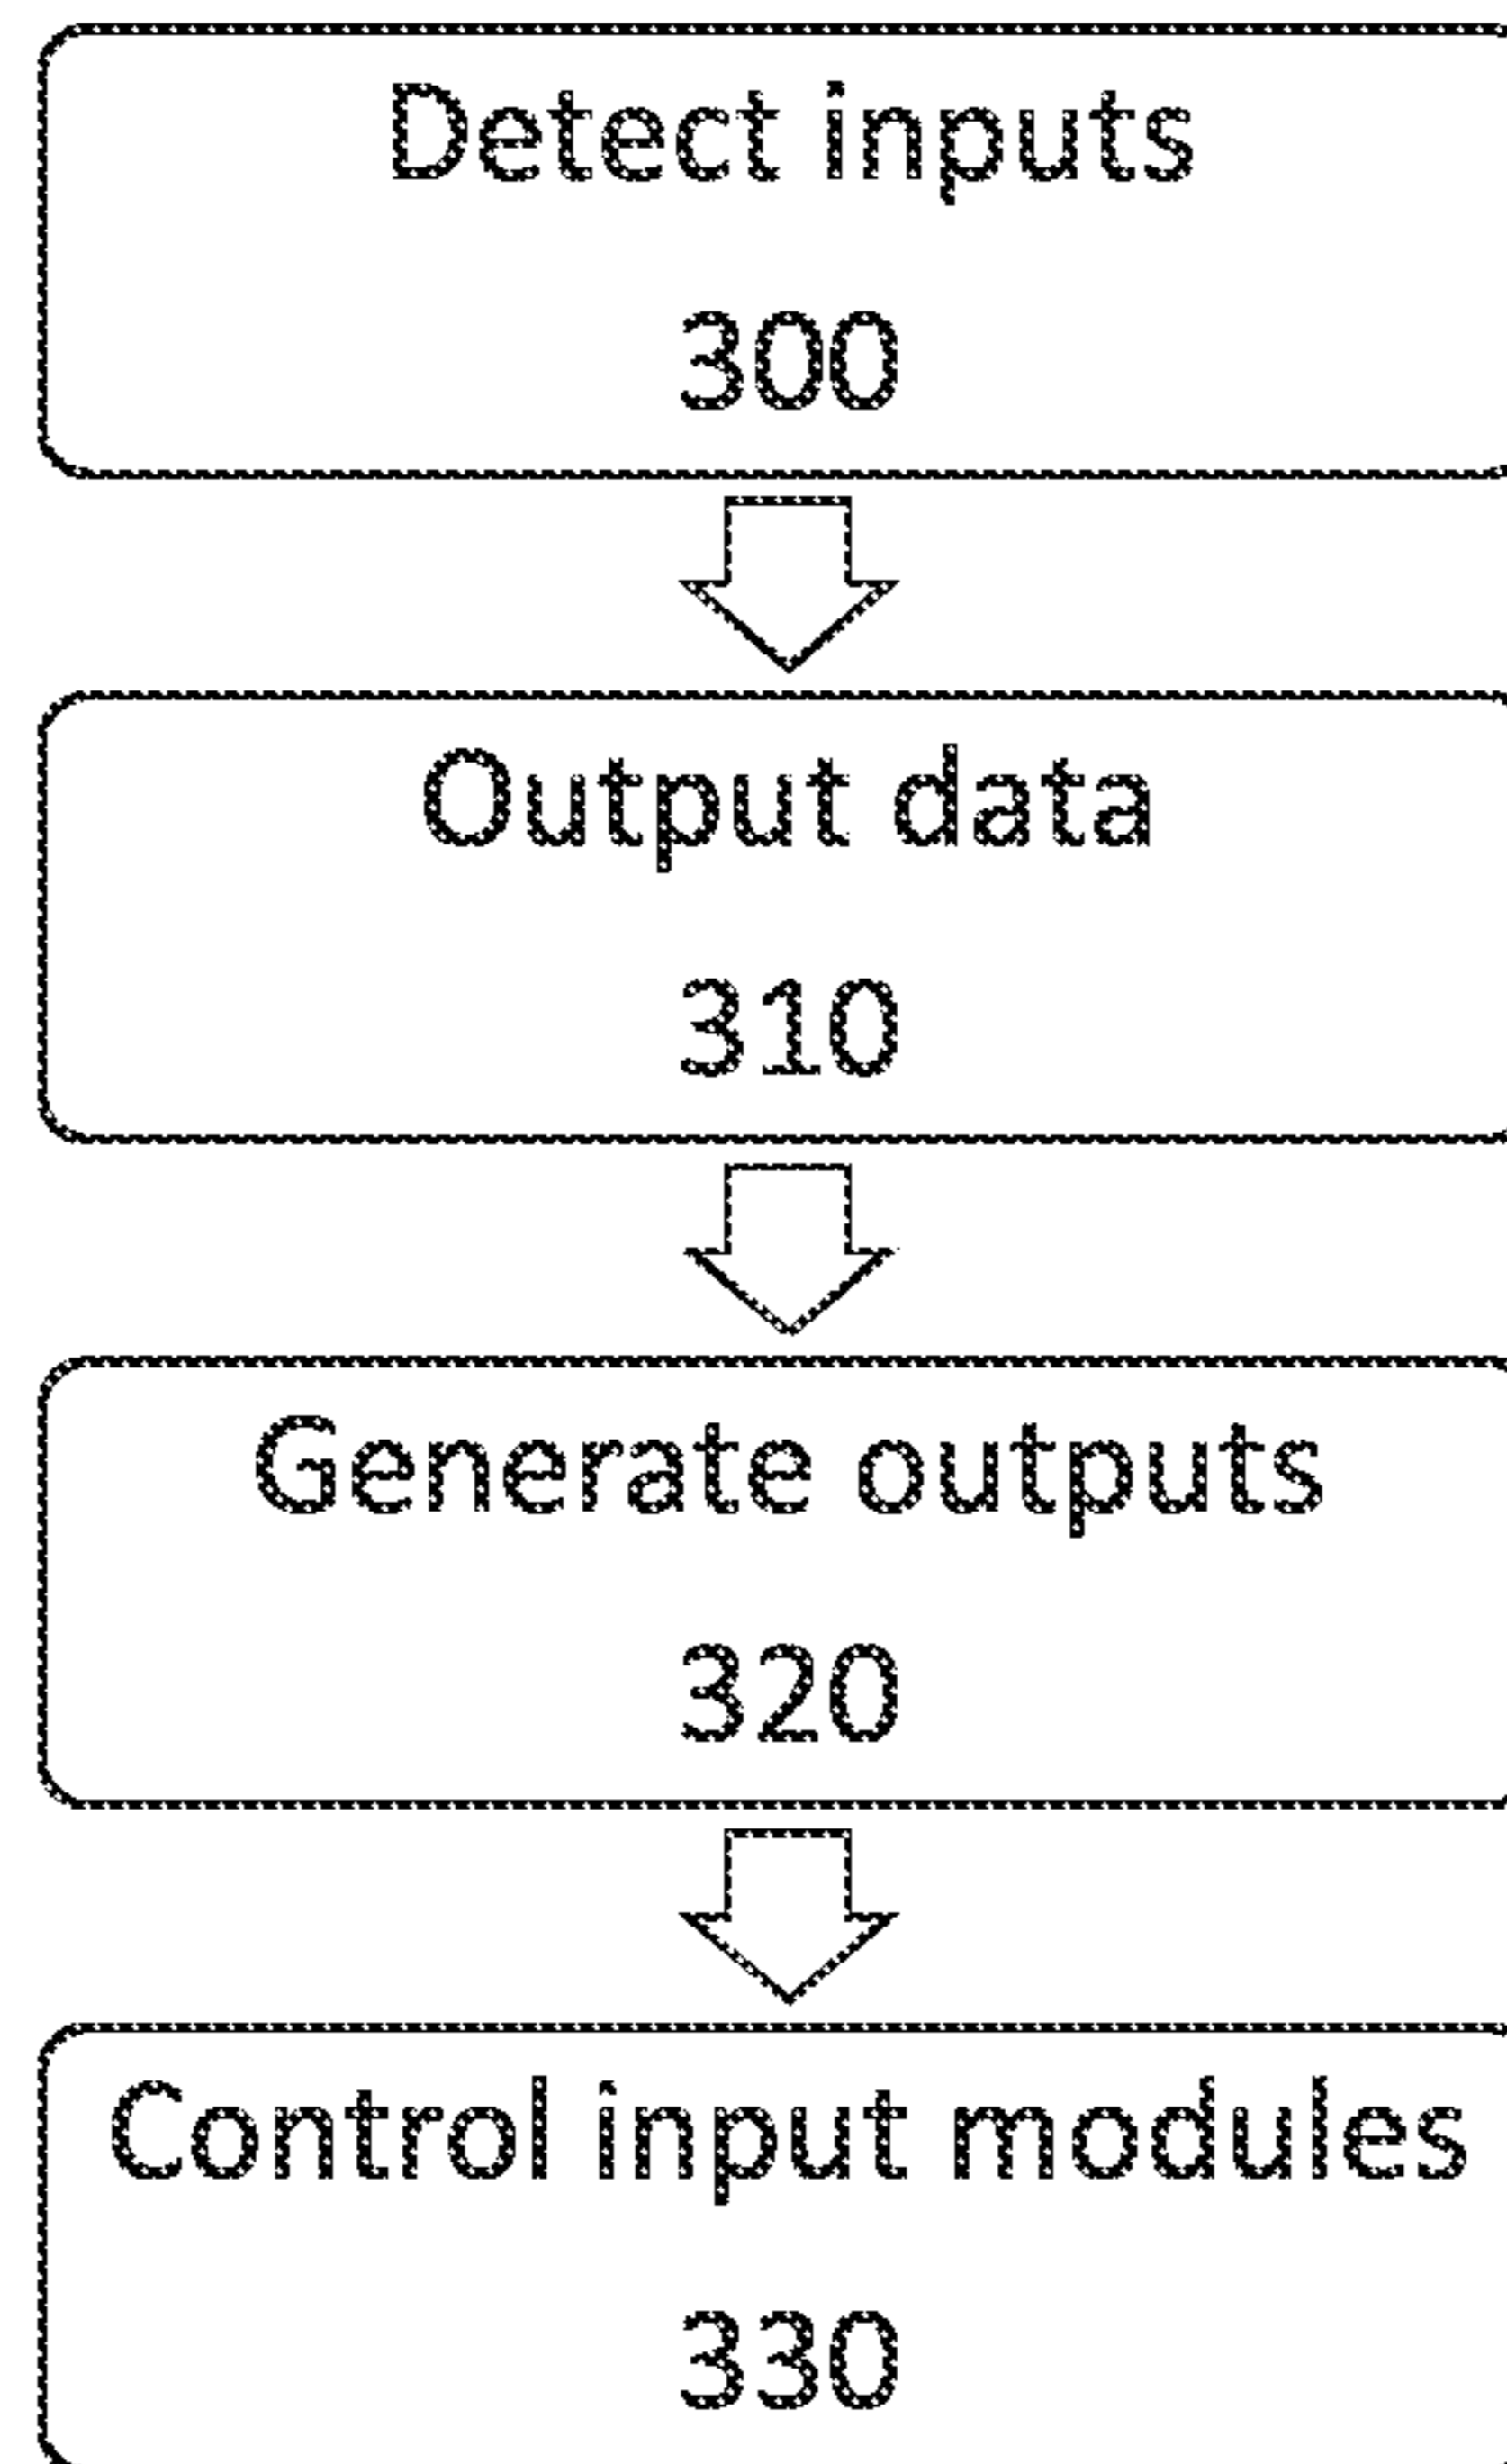 Detect inputs
300
Output data
310
Generate outputs
320
Control input modules
330